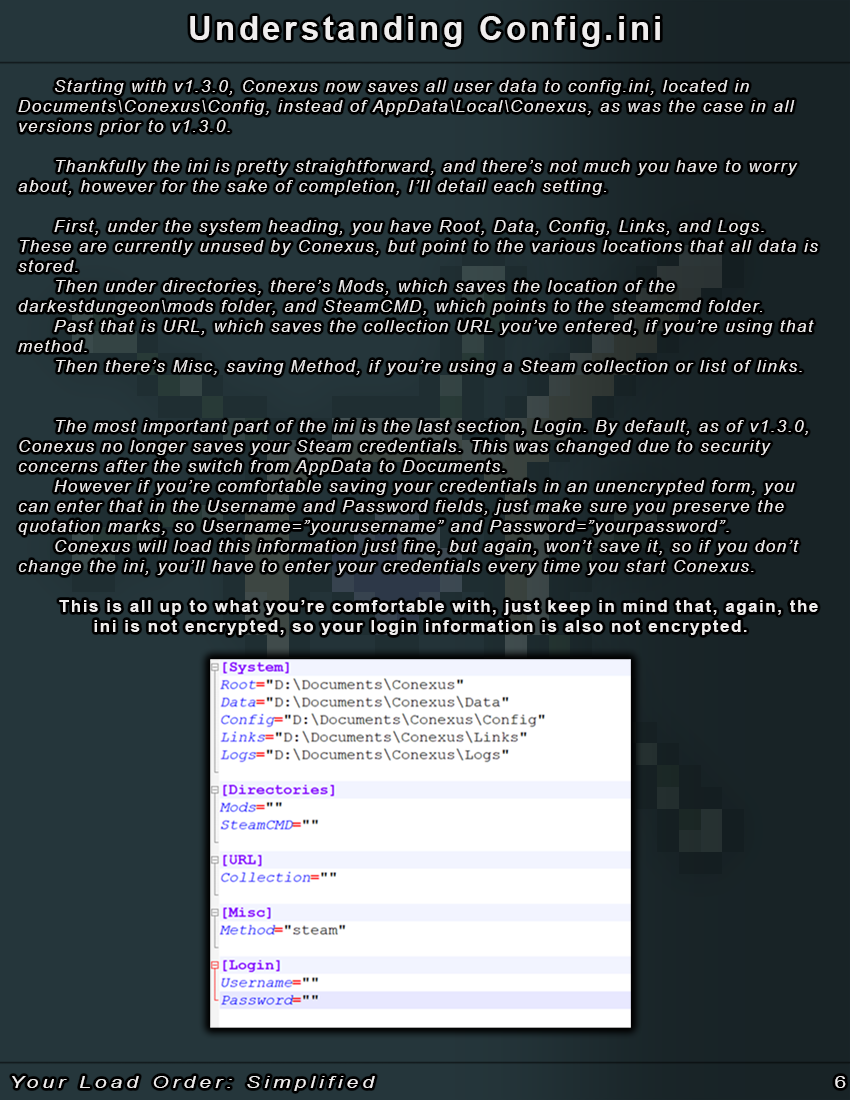 Understanding Config.ini
Starting with v1.3.0, Conexus now saves all user data to config.ini, located in
Documents\Conexus\Config, instead of AppData\Local\Conexus, as was the case in all
versions prior to v1.3.0.
Thankfully the ini is pretty straightforward, and there's not much you have to worry
about, however for the sake of completion, I'll detail each setting.
First, under the system heading, you have Root, Data, Config, Links, and Logs.
These are currently unused by Conexus, but point to the various locations that all data is
stored.
Then under directories, there's Mods, which saves the location of the
darkestdungeon\mods folder, and SteamCMD, which points to the steamcmd folder.
Past that is URL, which saves the collection URL you've entered, if you're using that
method.
Then there's Misc, saving Method, if you're using a Steam collection or list of links.
The most important part of the ini is the last section, Login. By default, as of v1.3.0,
Conexus no longer saves your Steam credentials. This was changed due to security
concerns after the switch from AppData to Documents.
However if you're comfortable saving your credentials in an unencrypted form, you
can enter that in the Username and Password fields, just make sure you preserve the
quotation marks, so Username=”yourusername” and Password=”yourpassword”.
Conexus will load this information just fine, but again, won't save it, so if you don't
change the ini, you'll have to enter your credentials every time you start Conexus.
This is all up to what you're comfortable with, just keep in mind that, again, the
ini is not encrypted, so your login information is also not encrypted.
[System]
Root="D:\Documents\Conexus"
Data="D:\Documents\Conexus\Data"
Config="D:\Documents\Conexus\Config"
Links="D:\Documents\Conexus\Links"
Logs="D:\Documents\Conexus\Logs"
[Directories]
Mods=""
SteamCMD=""
[URL]
Collection=""
[Misc]
Method="steam"
[Login]
Username=""
Password=""
Your Load Order: Simplified
6